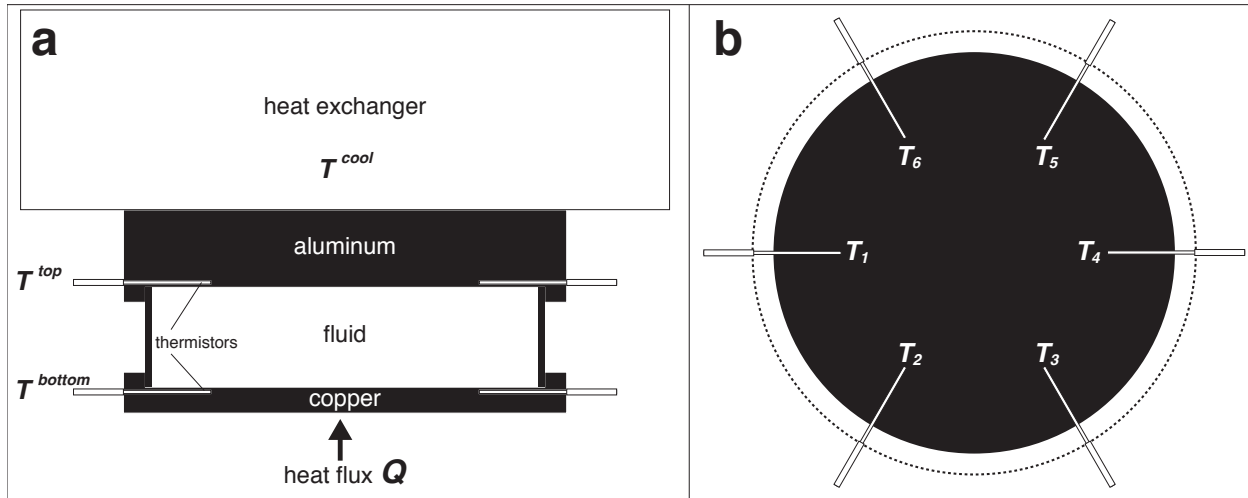 a
heat exchanger
T cool
aluminum
T top
thermistors
fluid
T bottom
copper
heat flux Q
b
T6
T5
T1
T4
T2
T3